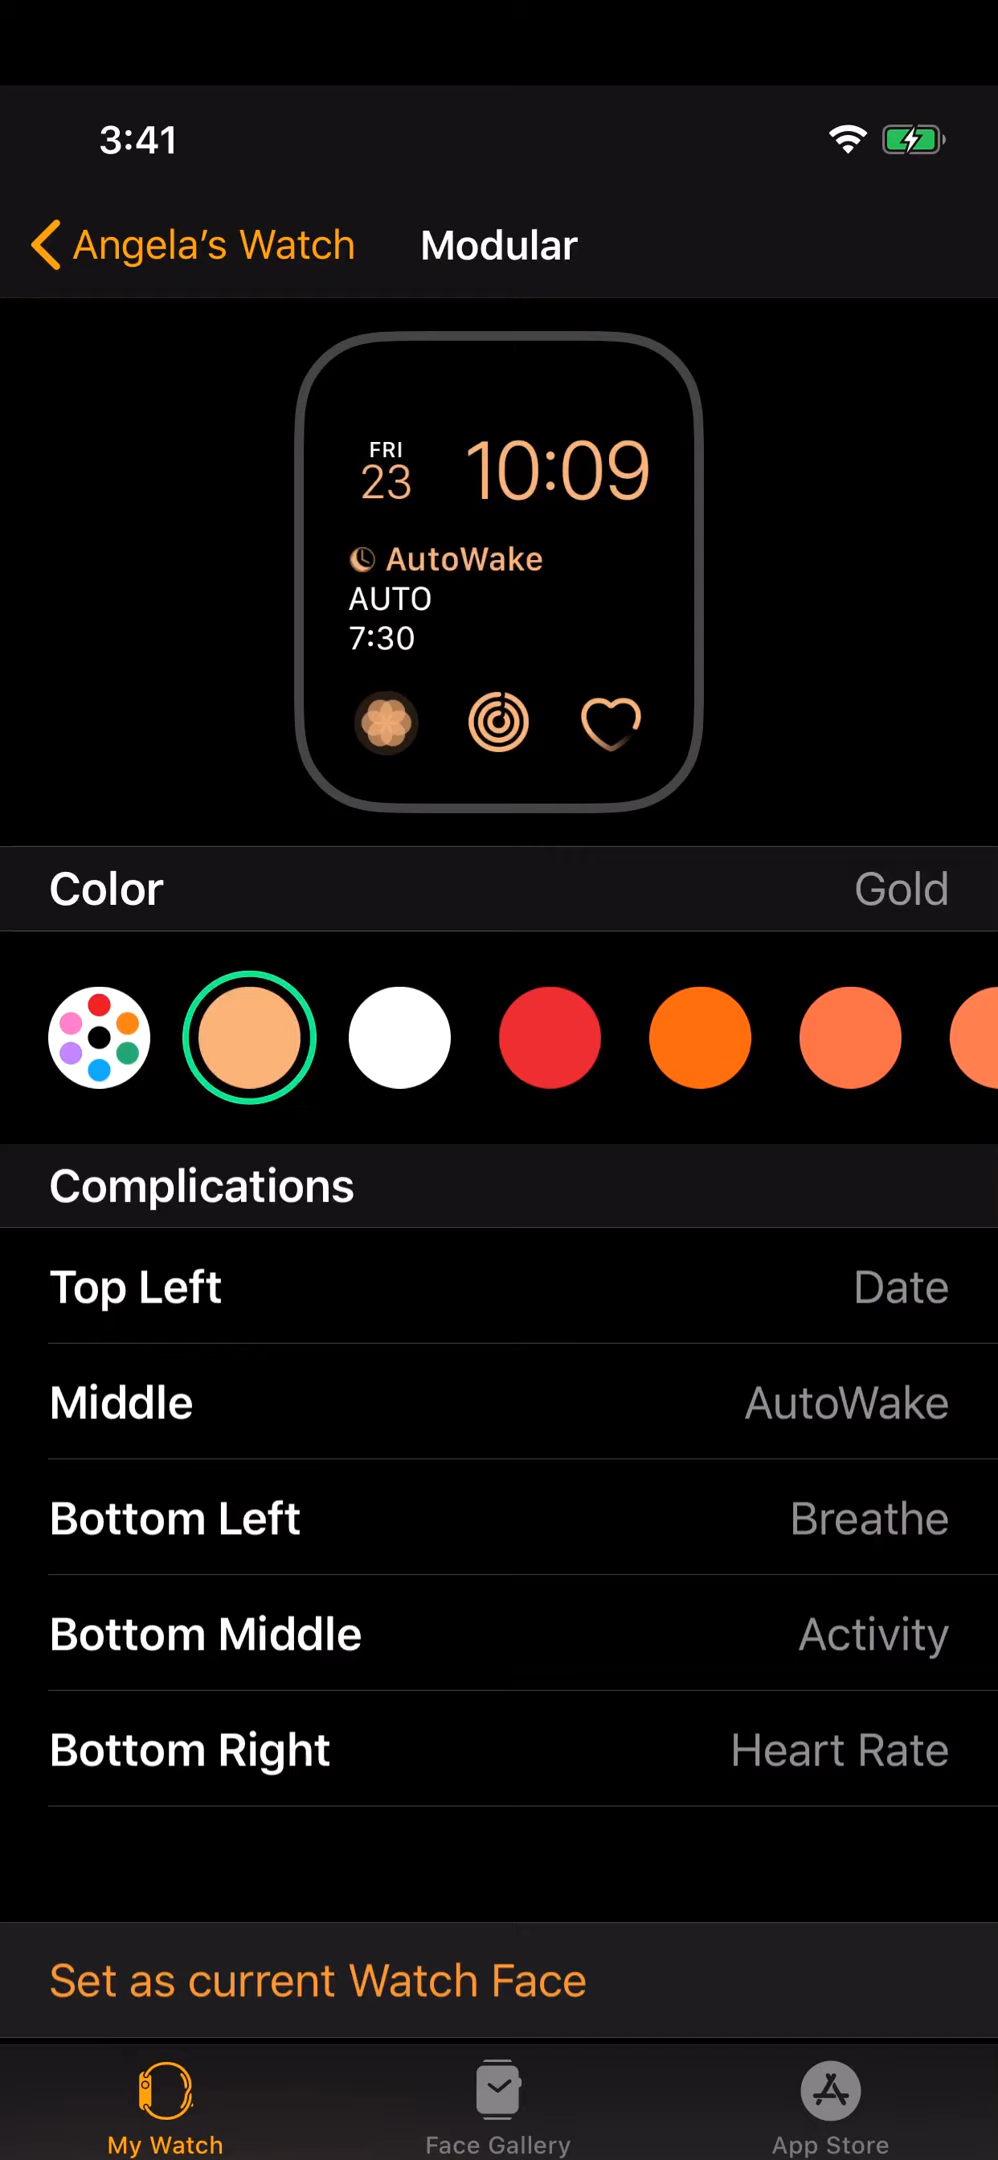 3:41
Angela’s Watch
Modular
FRI
23
10:09
AutoWake
AUTO
7:30
Color
Gold
Complications
Top Left
Date
Middle
AutoWake
Bottom Left
Breathe
Bottom Middle
Activity
Bottom Right
Heart Rate
Set as current Watch Face
My Watch
Face Gallery
App Store